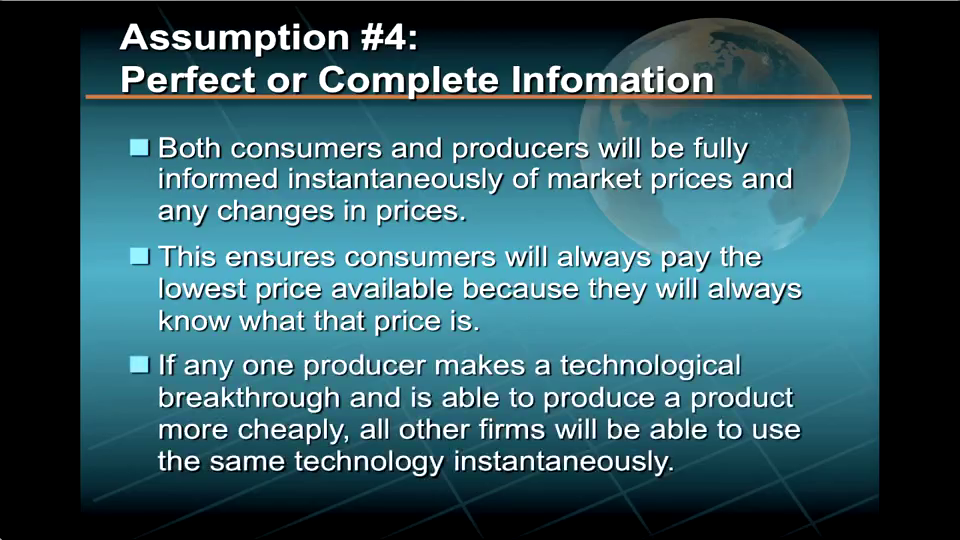 Assumption #4:
Perfect or Complete Infomation
Both consumers and producers will be fully
informed instantaneously of market prices and
any changes in prices.
This ensures consumers will always pay the
lowest price available because they will always
know what that price is.
If any one producer makes a technological
breakthrough and is able to produce a product
more cheaply, all other firms will be able to use
the same technology instantaneously.